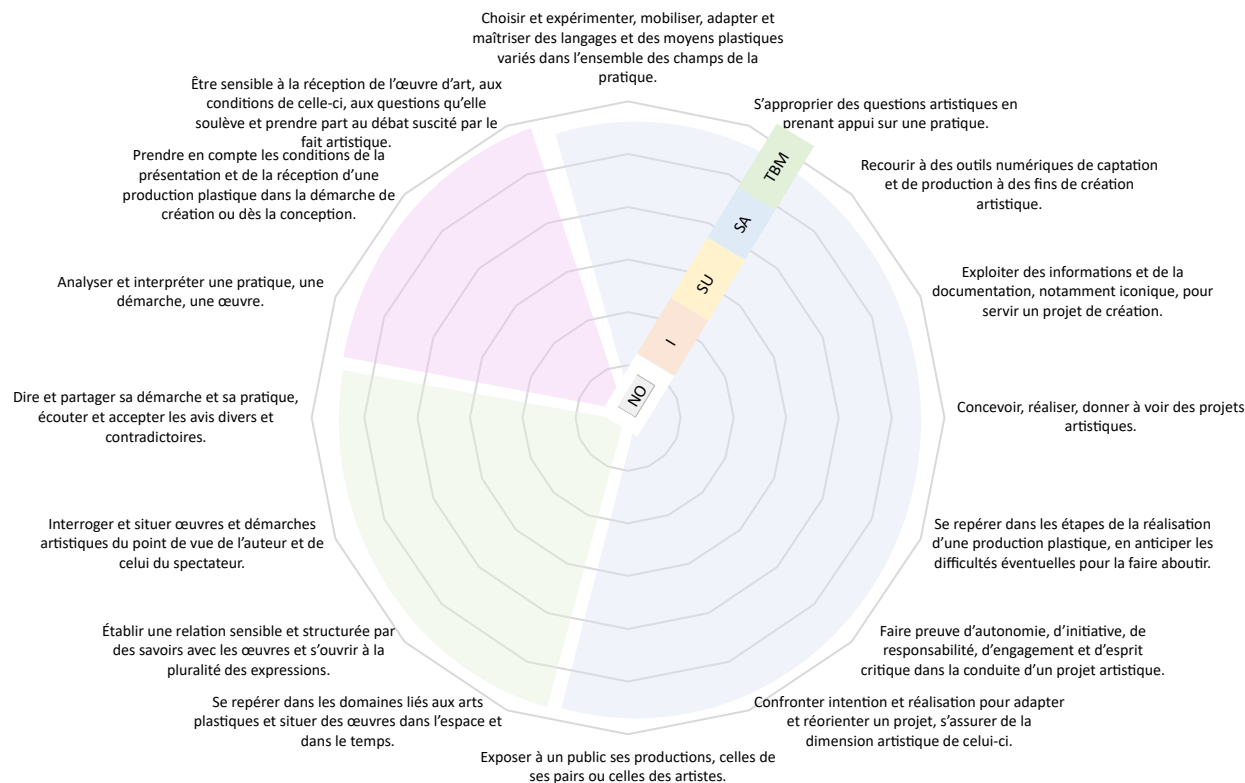 Choisir et expérimenter, mobiliser, adapter et
maîtriser des langages et des moyens plastiques
variés dans l’ensemble des champs de la
pratique.
S’approprier des questions artistiques en
prenant appui sur une pratique.
Recourir à des outils numériques de captation
et de production à des fins de création
artistique.
Exploiter des informations et de la
documentation, notamment iconique, pour
servir un projet de création.
Concevoir, réaliser, donner à voir des projets
artistiques.
Se repérer dans les étapes de la réalisation
d’une production plastique, en anticiper les
difficultés éventuelles pour la faire aboutir.
Faire preuve d’autonomie, d’initiative, de
responsabilité, d’engagement et d’esprit
critique dans la conduite d’un projet artistique.
Confronter intention et réalisation pour adapter
et réorienter un projet, s’assurer de la
dimension artistique de celui-ci.
Exposer à un public ses productions, celles de
ses pairs ou celles des artistes.
Se repérer dans les domaines liés aux arts
plastiques et situer des œuvres dans l’espace et
dans le temps.
Établir une relation sensible et structurée par
des savoirs avec les œuvres et s’ouvrir à la
pluralité des expressions.
Interroger et situer œuvres et démarches
artistiques du point de vue de l’auteur et de
celui du spectateur.
Dire et partager sa démarche et sa pratique,
écouter et accepter les avis divers et
contradictoires.
Analyser et interpréter une pratique, une
démarche, une œuvre.
Prendre en compte les conditions de la
présentation et de la réception d’une
production plastique dans la démarche de
création ou dès la conception.
Être sensible à la réception de l’œuvre d’art, aux
conditions de celle-ci, aux questions qu’elle
soulève et prendre part au débat suscité par le
fait artistique.
TBM
SA
SU
I
NO